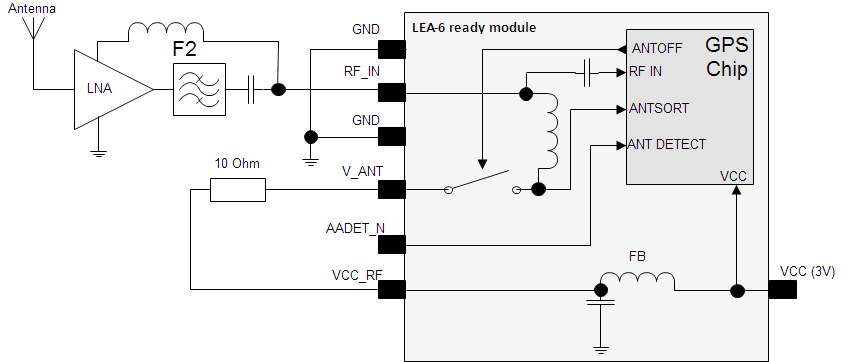 Antenna
LNA
F2
GND
RF_IN
GND
10 Ohm
V_ANT
AADET_N
VCC_RF
LEA-6 ready module
ANTOFF
GPS
Chip
RF IN
ANTSORT
ANT DETECT
VCC
FB
VCC (3V)